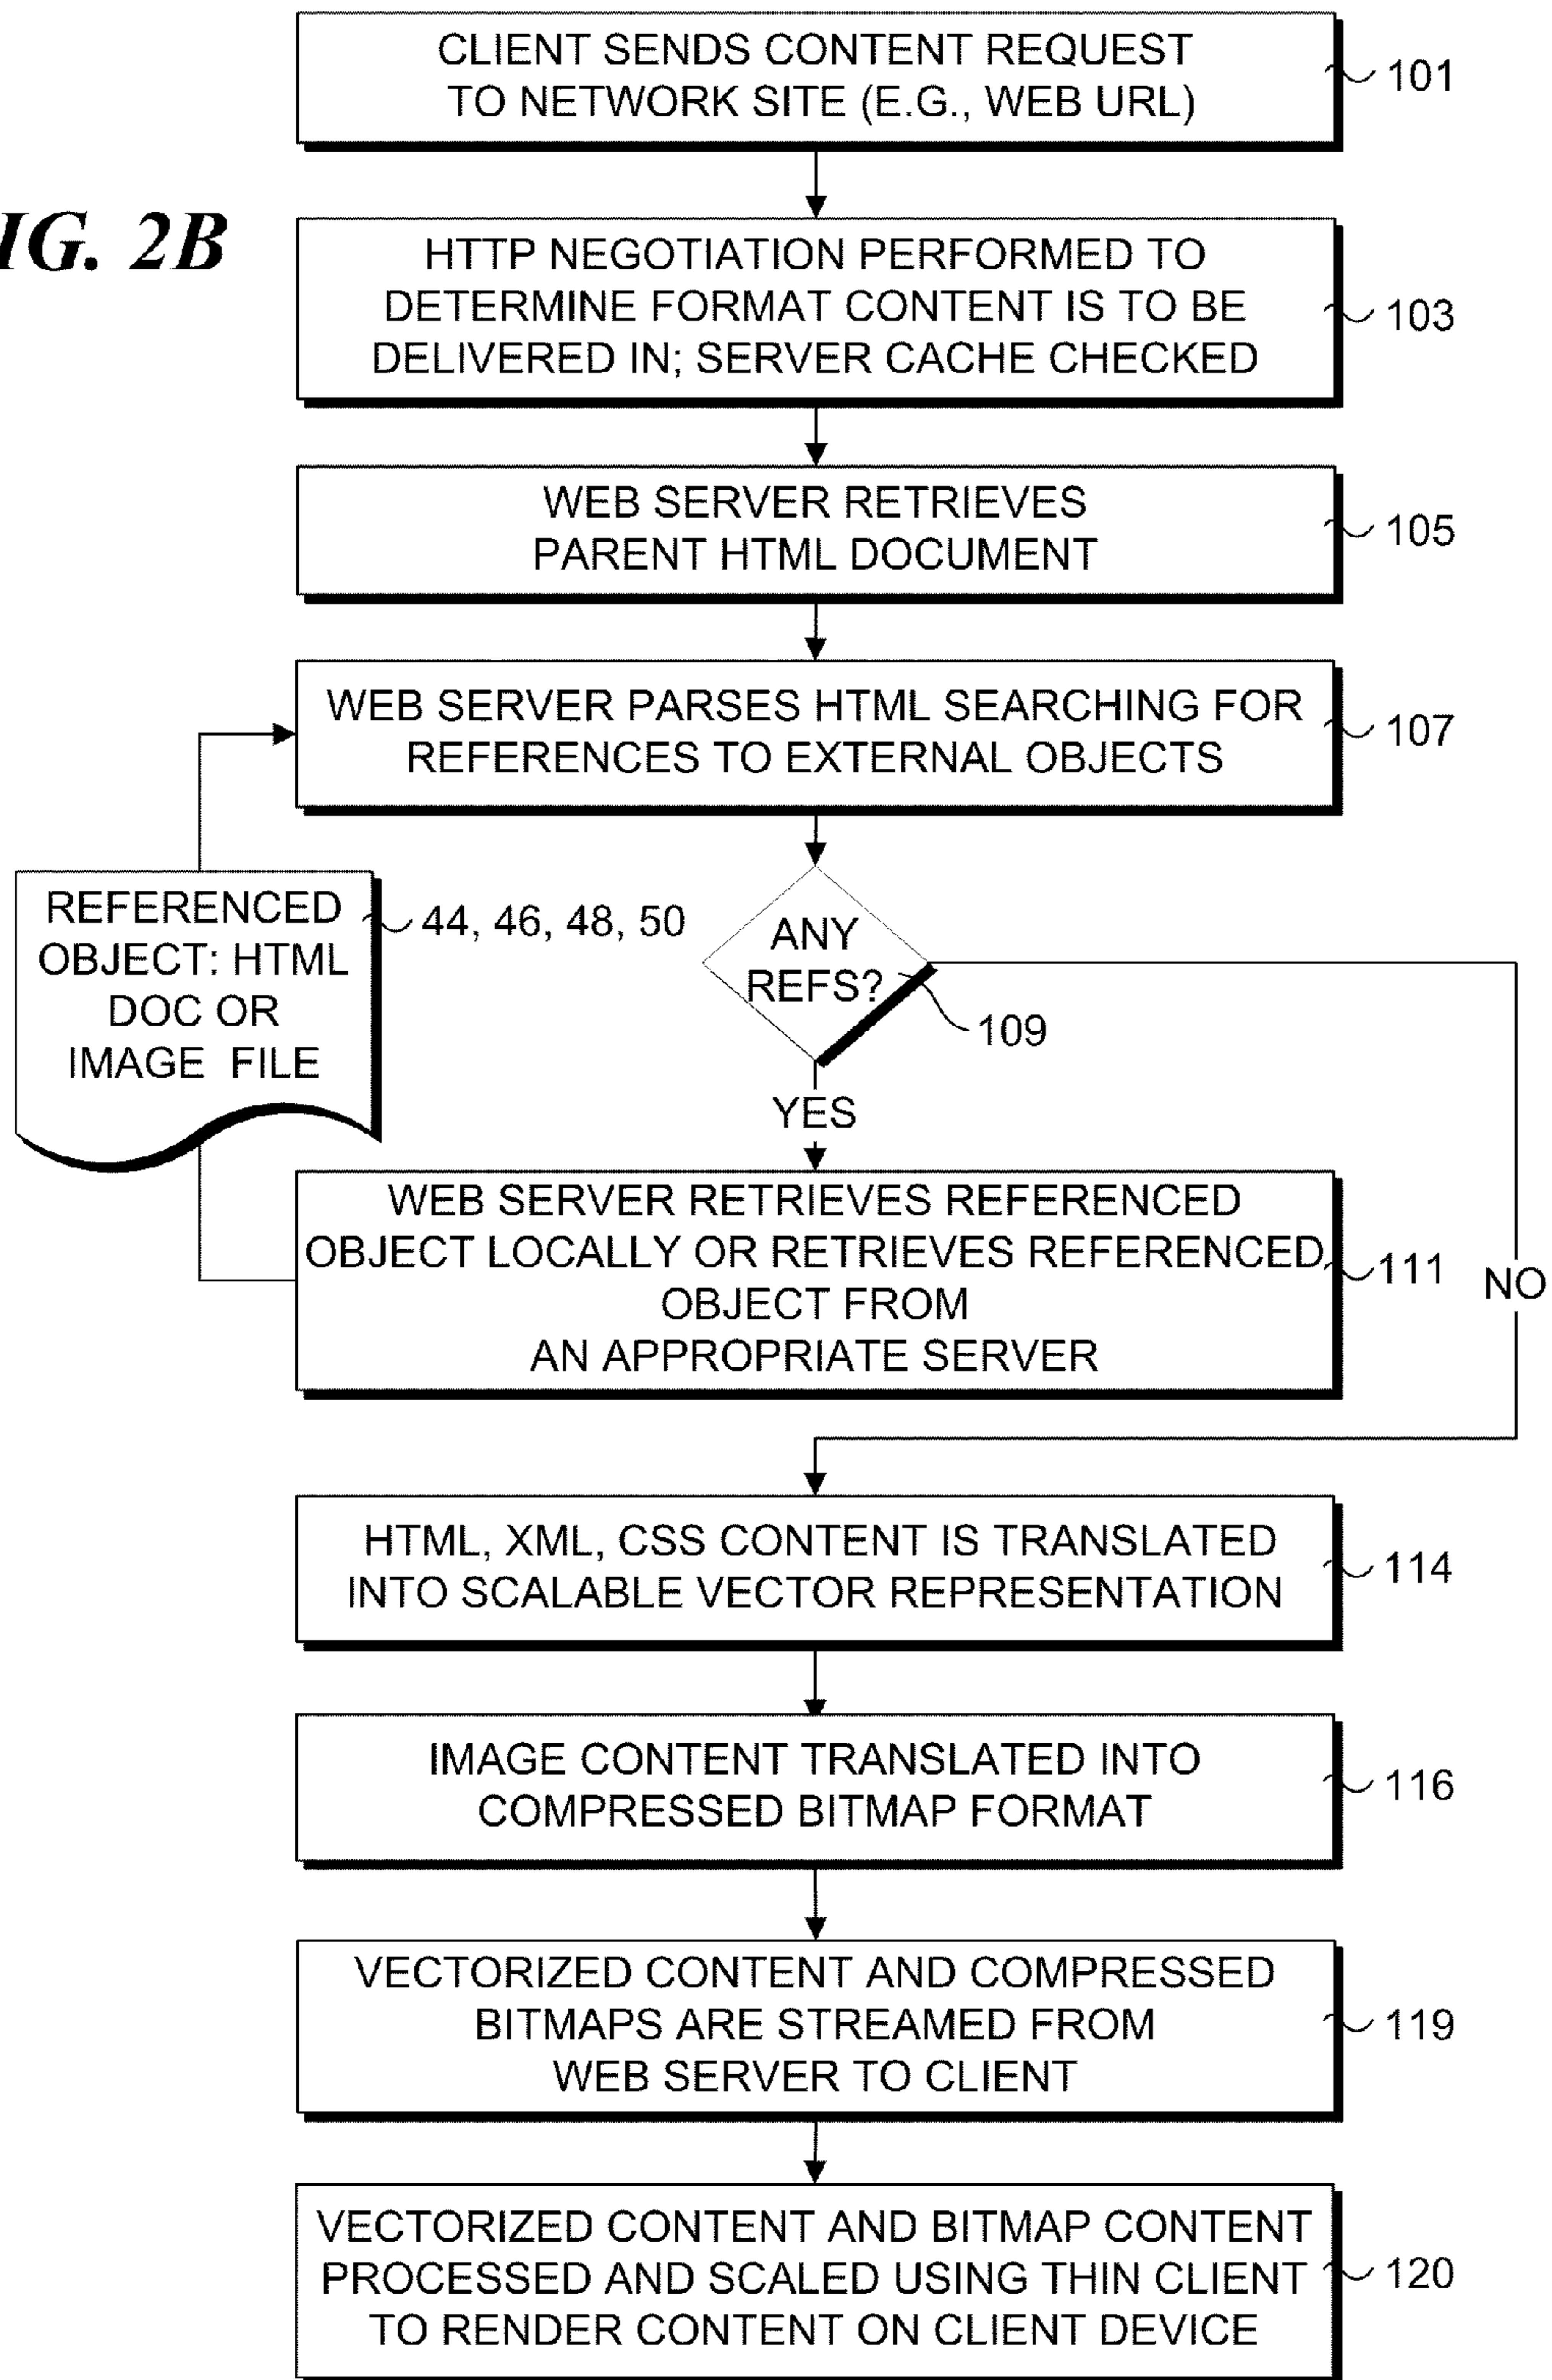 CLIENT SENDS CONTENT REQUEST
TO NETWORK SITE (E.G., WEB URL)
101
IG. 2B
HTTP NEGOTIATION PERFORMED TO
DETERMINE FORMAT CONTENT IS TO BE
DELIVERED IN; SERVER CACHE CHECKED
103
WEB SERVER RETRIEVES
PARENT HTML DOCUMENT
105
WEB SERVER PARSES HTML SEARCHING FOR
REFERENCES TO EXTERNAL OBJECTS
107
REFERENCED
OBJECT: HTML
DOC OR
IMAGE FILE
44, 46, 48, 50
ANY
REFS?
109
YES
WEB SERVER RETRIEVES REFERENCED
OBJECT LOCALLY OR RETRIEVES REFERENCED
OBJECT FROM
AN APPROPRIATE SERVER
111
NO
HTML, XML, CSS CONTENT IS TRANSLATED
INTO SCALABLE VECTOR REPRESENTATION
114
IMAGE CONTENT TRANSLATED INTO
COMPRESSED BITMAP FORMAT
116
VECTORIZED CONTENT AND COMPRESSED
BITMAPS ARE STREAMED FROM
WEB SERVER TO CLIENT
119
VECTORIZED CONTENT AND BITMAP CONTENT
PROCESSED AND SCALED USING THIN CLIENT
TO RENDER CONTENT ON CLIENT DEVICE
120